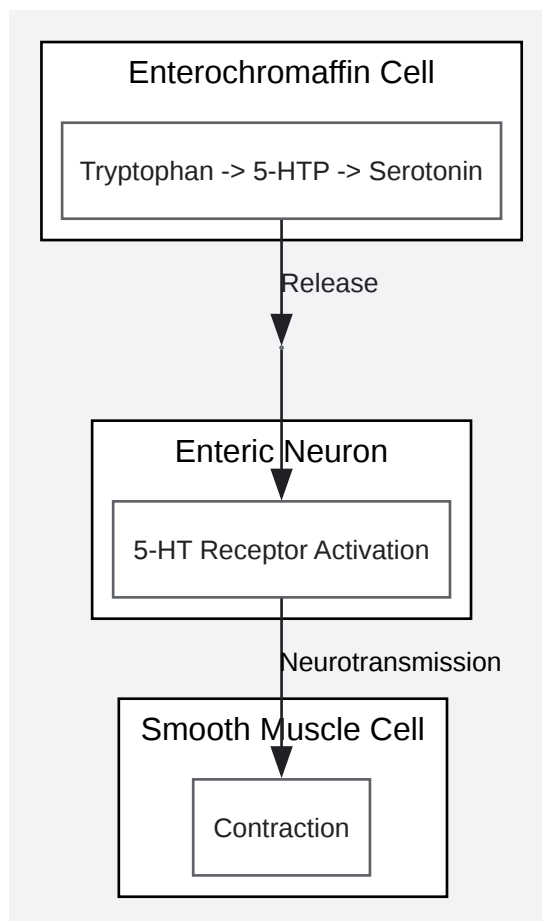 Enterochromaffin Cell
Tryptophan -> 5-HTP -> Serotonin
Release
Enteric Neuron
5-HT Receptor Activation
Neurotransmission
Smooth Muscle Cell
Contraction